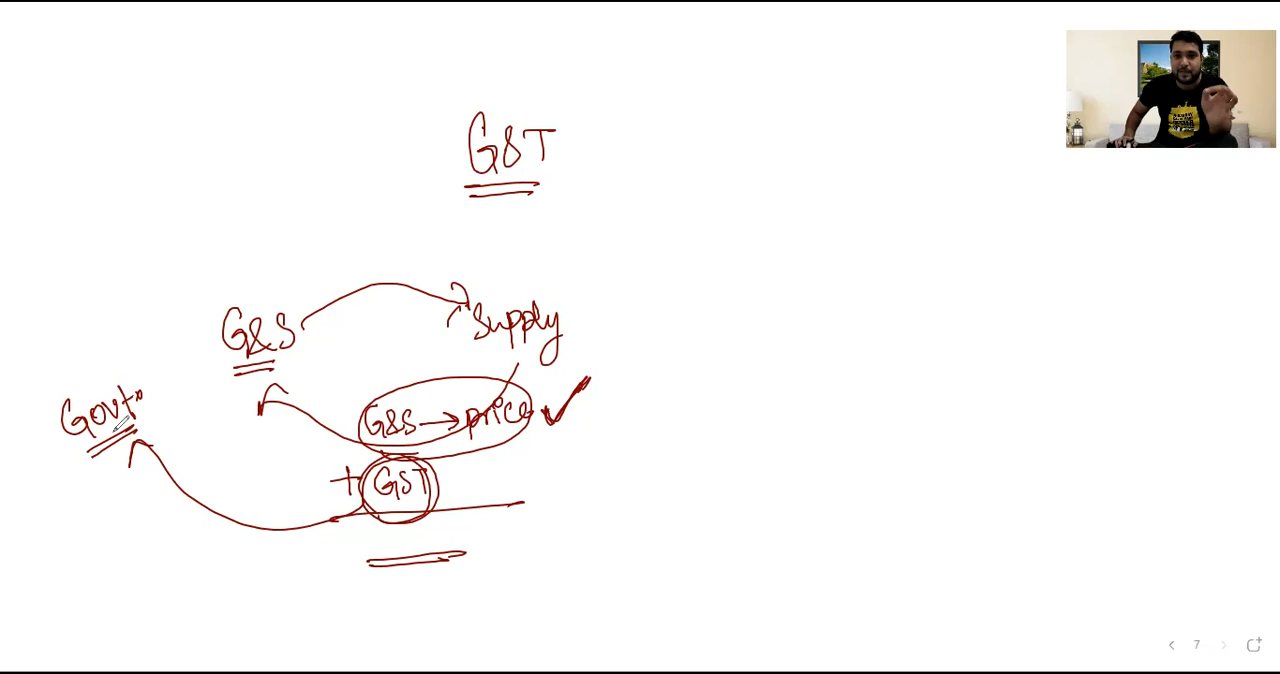 GST
G&S → Supply
G&S → price ✓
Govt.
+ GST
7